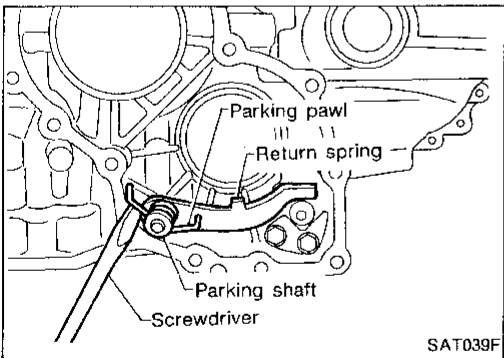 Parking pawl
Return spring
Parking shaft
Screwdriver
SAT039F